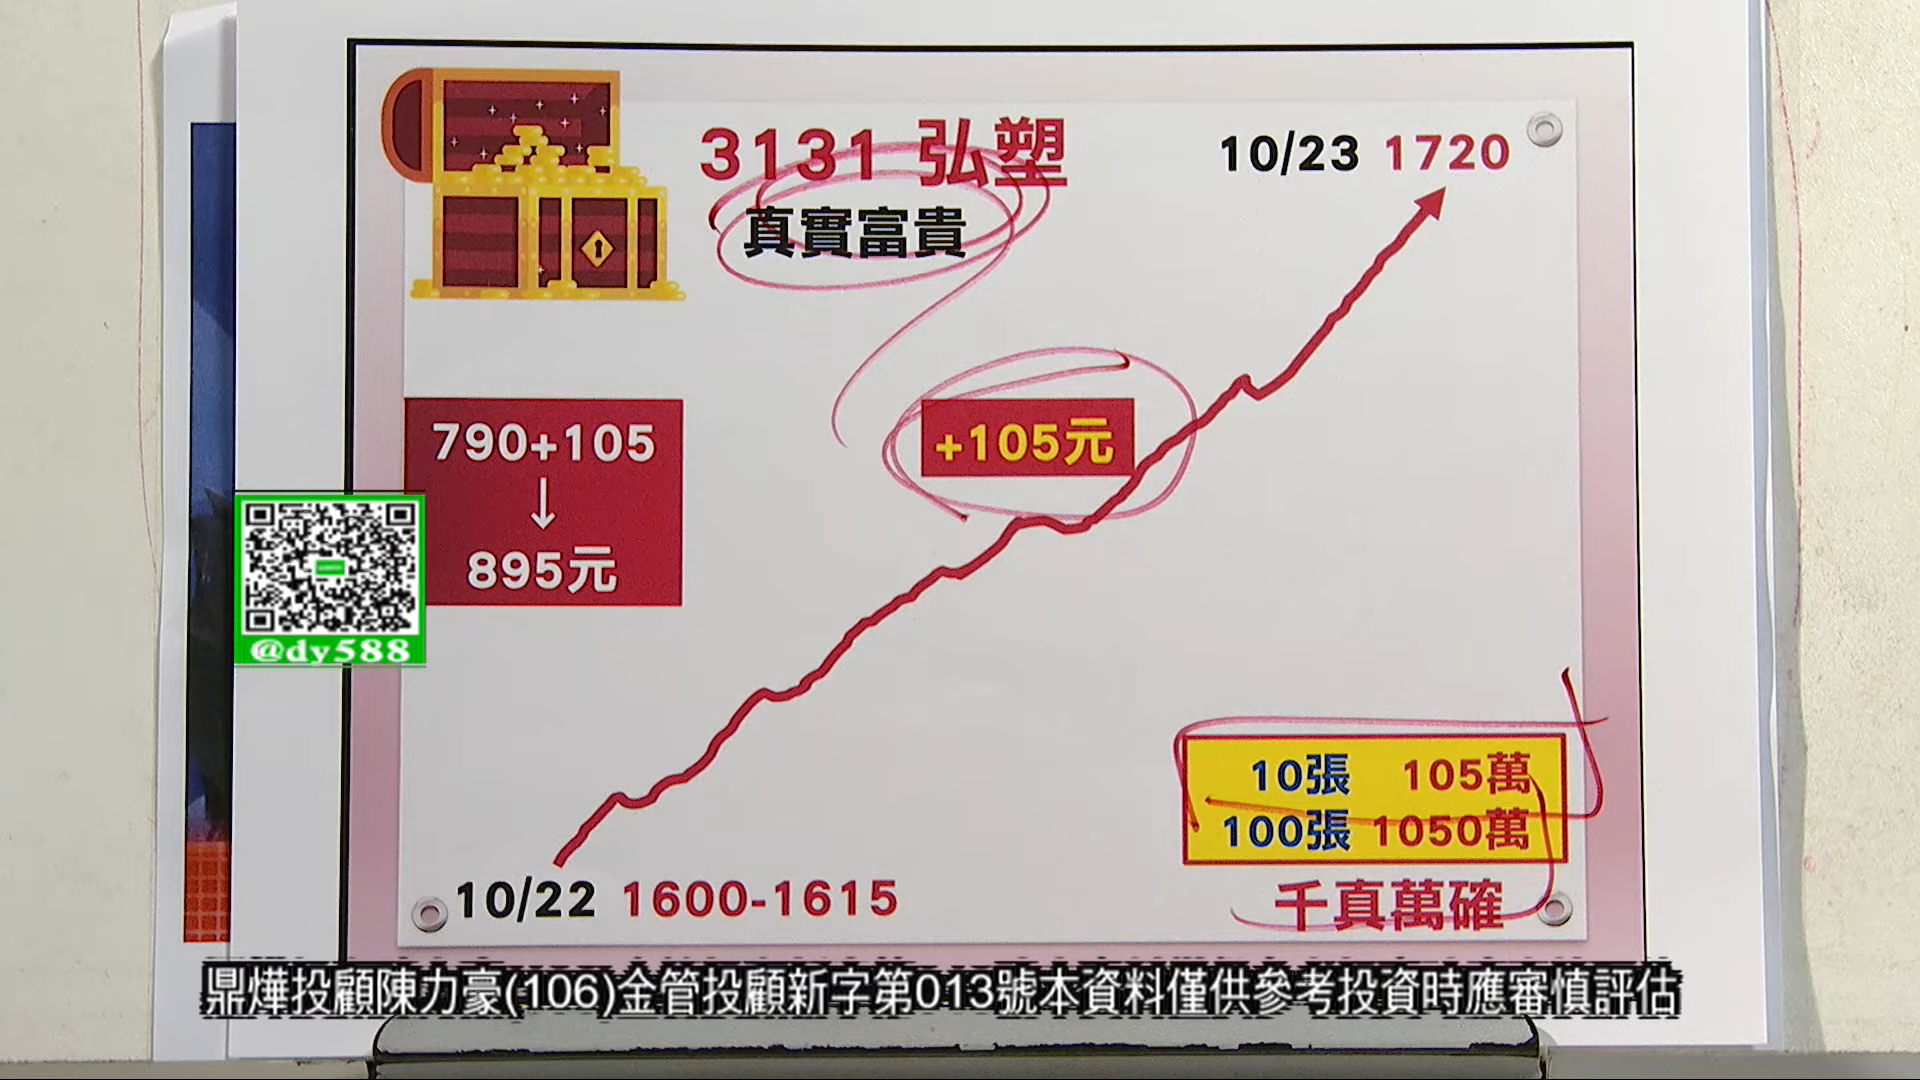 3131 弘塑
真實富貴
10/23 1720
790+105
↓
895元
+105元
@dy588
10張 105萬
100張 1050萬
千真萬確
10/22 1600-1615
鼎燁投顧陳力豪(106)金管投顧新字第013號本資料僅供參考投資時應審慎評估